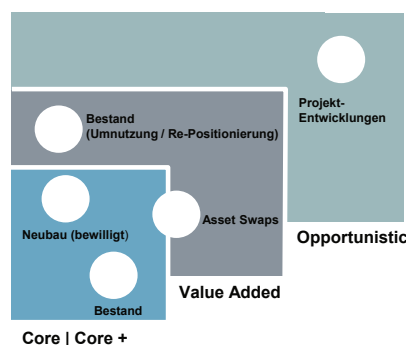 Projekt-
Entwicklungen
Bestand
(Umnutzung / Re-Positionierung)
Asset Swaps
Neubau (bewilligt)
Opportunistic
Value Added
Bestand
Core | Core +